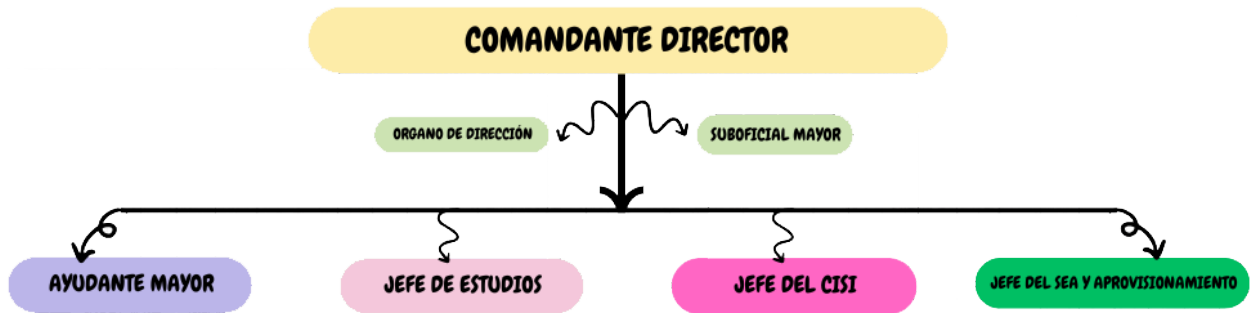 COMANDANTE DIRECTOR
ORGANO DE DIRECCIÓN
SUBOFICIAL MAYOR
AYUDANTE MAYOR
JEFE DE ESTUDIOS
JEFE DEL CISI
JEFE DEL SEA Y APROVISIONAMIENTO